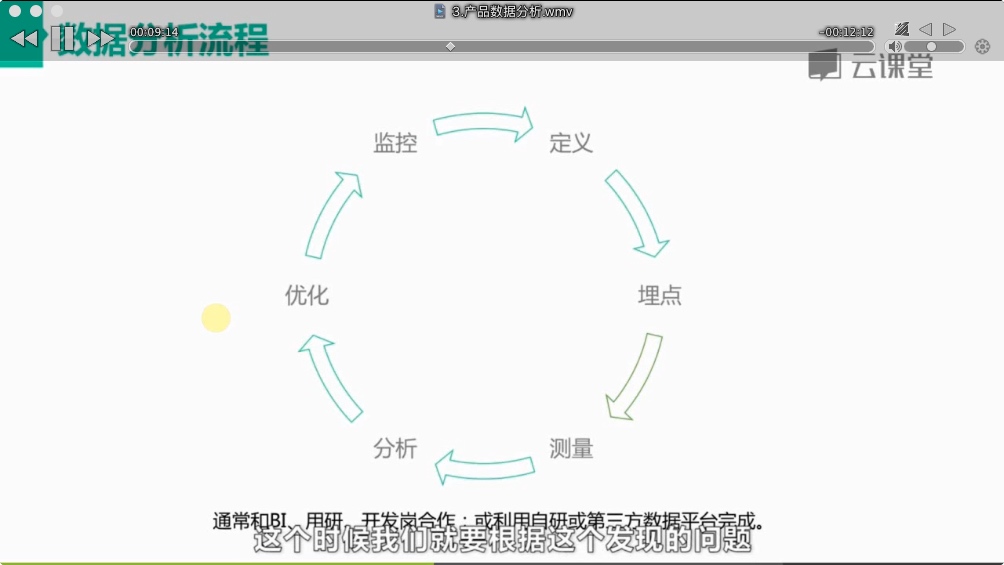 3.产品数据分析.wmv
00:09:14
-00:12:12
数据分析流程
云课堂
监控
定义
优化
埋点
分析
测量
通常和BI、用研、开发岗合作；或利用自研或第三方数据平台完成。
这个时候我们就要根据这个发现的问题